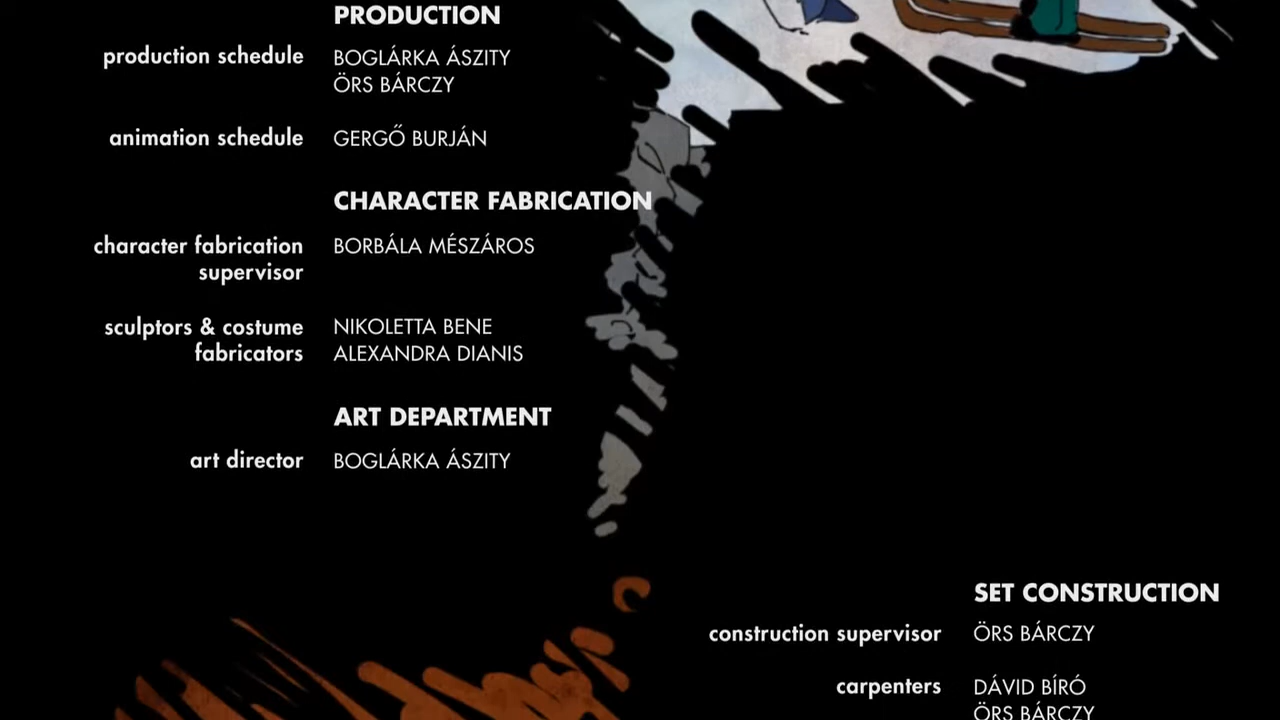 PRODUCTION
production schedule BOGLÁRKA ÁSZITY
ÖRS BÁRCZY
animation schedule GERGŐ BURJÁN
CHARACTER FABRICATION
character fabrication BORBÁLA MÉSZÁROS
supervisor
sculptors & costume NIKOLETTA BENE
fabricators ALEXANDRA DIANIS
ART DEPARTMENT
art director BOGLÁRKA ÁSZITY
SET CONSTRUCTION
construction supervisor ÖRS BÁRCZY
carpenters DÁVID BÍRÓ
ÖRS BÁRCZY